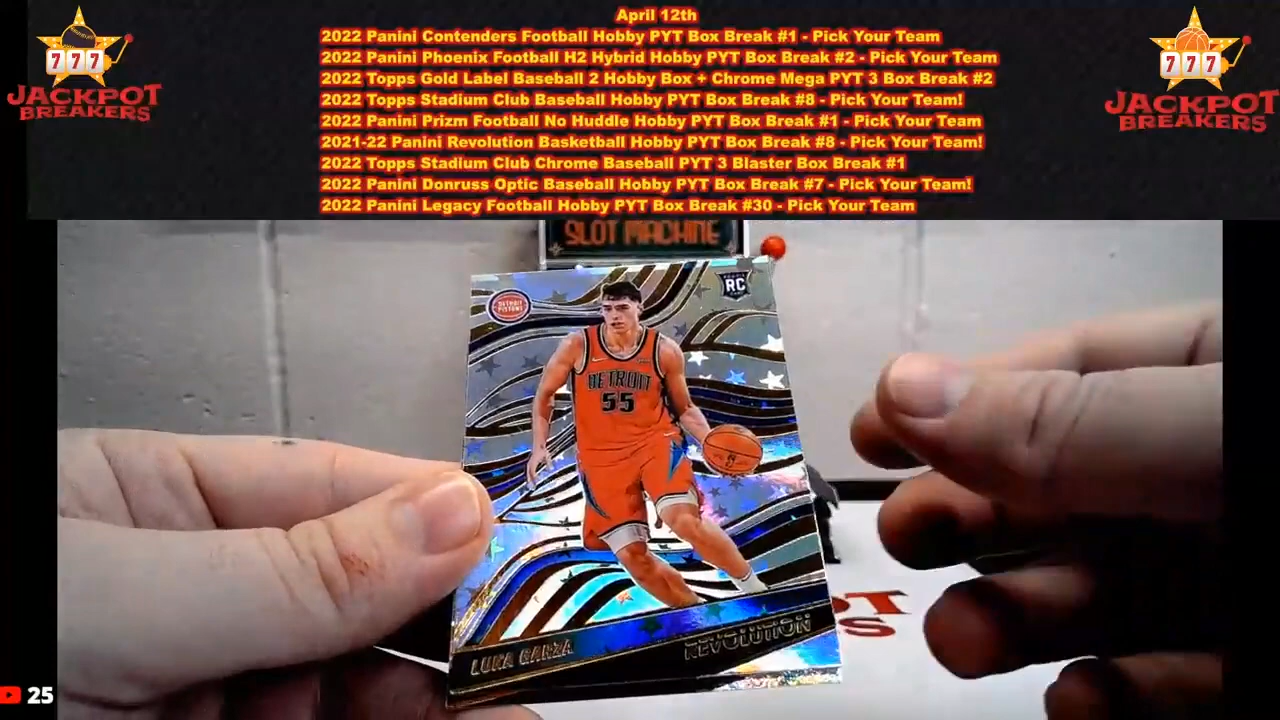 April 12th
2022 Panini Contenders Football Hobby PYT Box Break #1 - Pick Your Team
2022 Panini Phoenix Football H2 Hybrid Hobby PYT Box Break #2 - Pick Your Team
2022 Topps Gold Label Baseball 2 Hobby Box + Chrome Mega PYT 3 Box Break #2
2022 Topps Stadium Club Baseball Hobby PYT Box Break #8 - Pick Your Team!
2022 Panini Prizm Football No Huddle Hobby PYT Box Break #1 - Pick Your Team
2021-22 Panini Revolution Basketball Hobby PYT Box Break #8 - Pick Your Team!
2022 Topps Stadium Club Chrome Baseball PYT 3 Blaster Box Break #1
2022 Panini Donruss Optic Baseball Hobby PYT Box Break #7 - Pick Your Team!
2022 Panini Legacy Football Hobby PYT Box Break #30 - Pick Your Team
777
JACKPOT
BREAKERS
777
JACKPOT
BREAKERS
SLOT MACHINE
DETROIT
PISTONS
RC
DETROIT
55
LUKA GARZA
REVOLUTION
OT
S
25